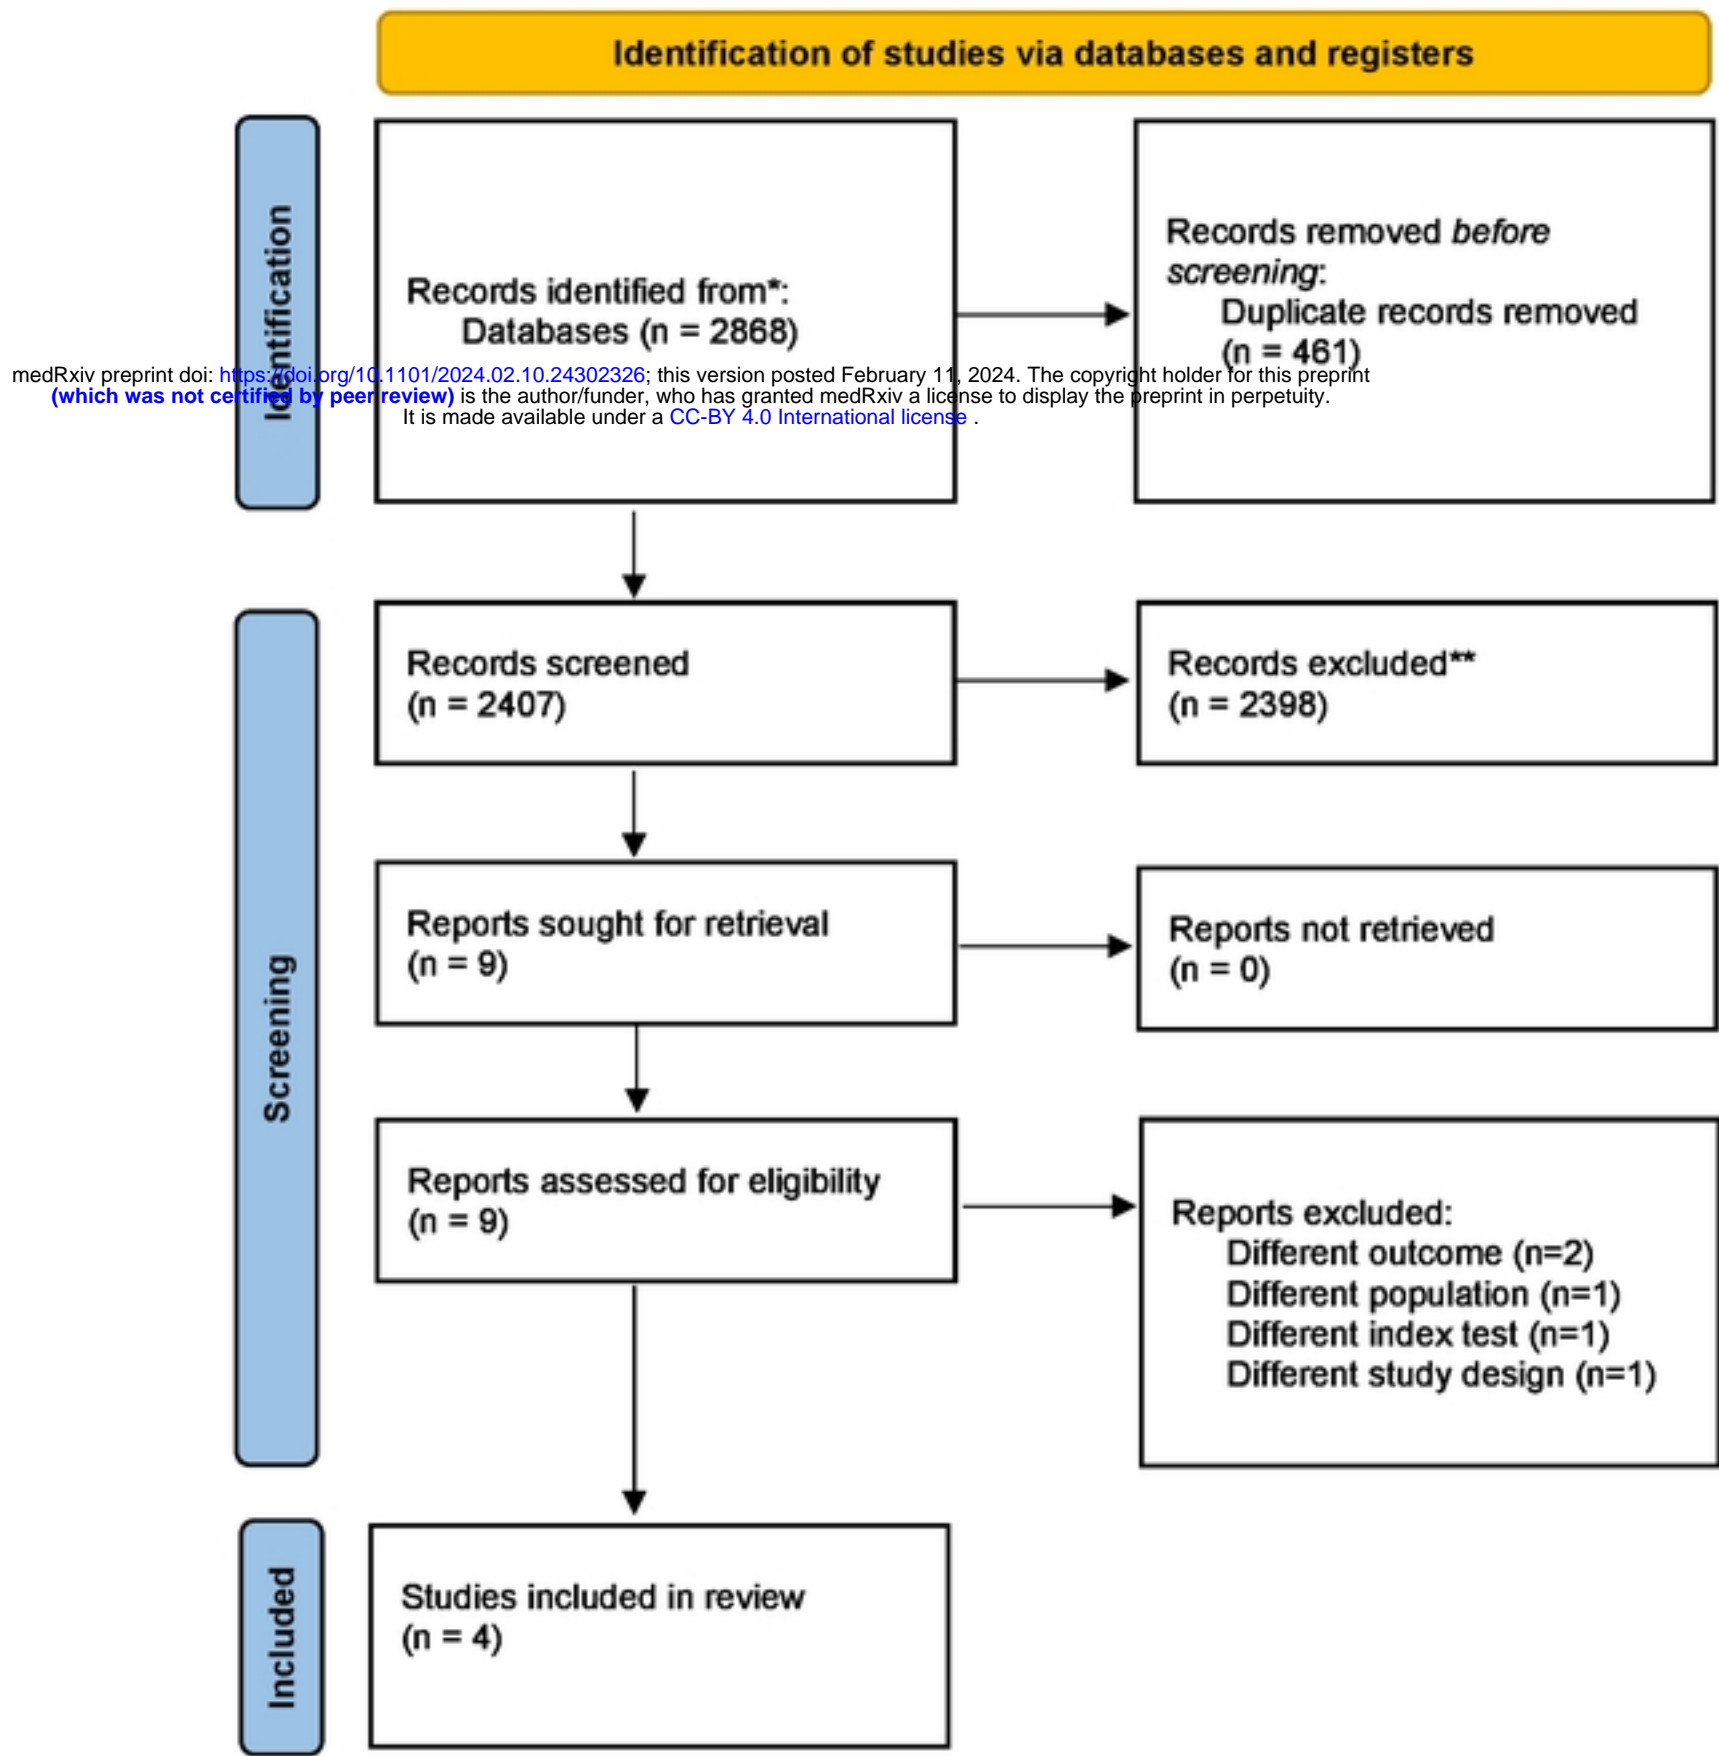 Identification of studies via databases and registers
Identification
Records identified from*:
Databases (n = 2868)
Records removed before
screening:
Duplicate records removed
(n = 461)
medRxiv preprint doi: https://doi.org/10.1101/2024.02.10.24302326; this version posted February 11, 2024. The copyright holder for this preprint
(which was not certified by peer review) is the author/funder, who has granted medRxiv a license to display the preprint in perpetuity.
It is made available under a CC-BY 4.0 International license .
Screening
Records screened
(n = 2407)
Records excluded**
(n = 2398)
Reports sought for retrieval
(n = 9)
Reports not retrieved
(n = 0)
Reports assessed for eligibility
(n = 9)
Reports excluded:
Different outcome (n=2)
Different population (n=1)
Different index test (n=1)
Different study design (n=1)
Included
Studies included in review
(n = 4)